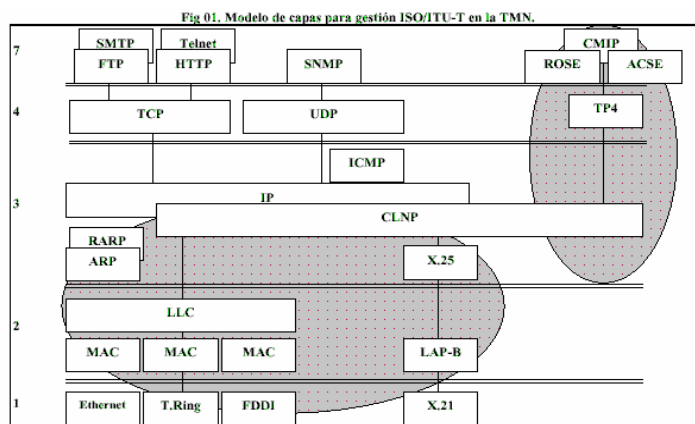 Fig 01. Modelo de capas para gestión ISO/ITU-T en la TMN.
7
SMTP Telnet CMIP
FTP HTTP SNMP ROSE ACSE
4
TCP UDP TP4
ICMP
3
IP
CLNP
RARP
ARP X.25
2
LLC
MAC MAC MAC LAP-B
1
Ethernet T.Ring FDDI X.21